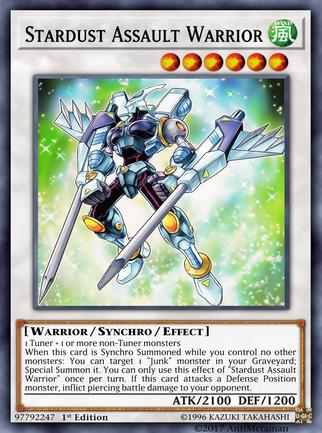 STARDUST ASSAULT WARRIOR
WIND
風
[WARRIOR/SYNCHRO/EFFECT]
1 Tuner + 1 or more non-Tuner monsters
When this card is Synchro Summoned while you control no other
monsters: You can target 1 "Junk" monster in your Graveyard;
Special Summon it. You can only use this effect of "Stardust Assault
Warrior" once per turn. If this card attacks a Defense Position
monster, inflict piercing battle damage to your opponent.
ATK/2100 DEF/1200
97792247 1st Edition ©1996 KAZUKI TAKAHASHI
©2017 AntiMetaman